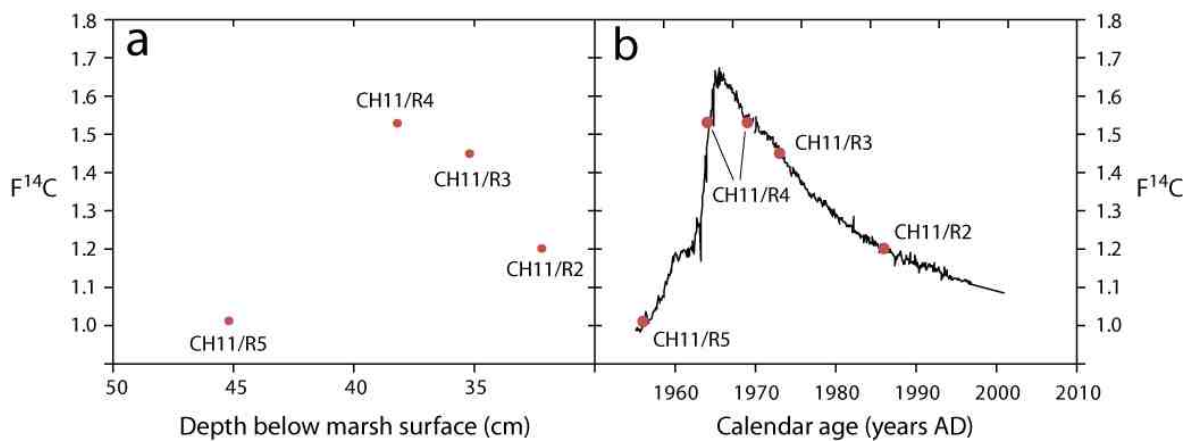 a
F14C
1.8
1.7
1.6
1.5
1.4
1.3
1.2
1.1
1.0
CH11/R4
CH11/R3
CH11/R2
CH11/R5
50
45
40
35
Depth below marsh surface (cm)
b
CH11/R3
CH11/R4
CH11/R2
CH11/R5
1960
1970
1980
1990
2000
2010
Calendar age (years AD)
1.8
1.7
1.6
1.5
1.4
1.3
1.2
1.1
1.0
F¹⁴C